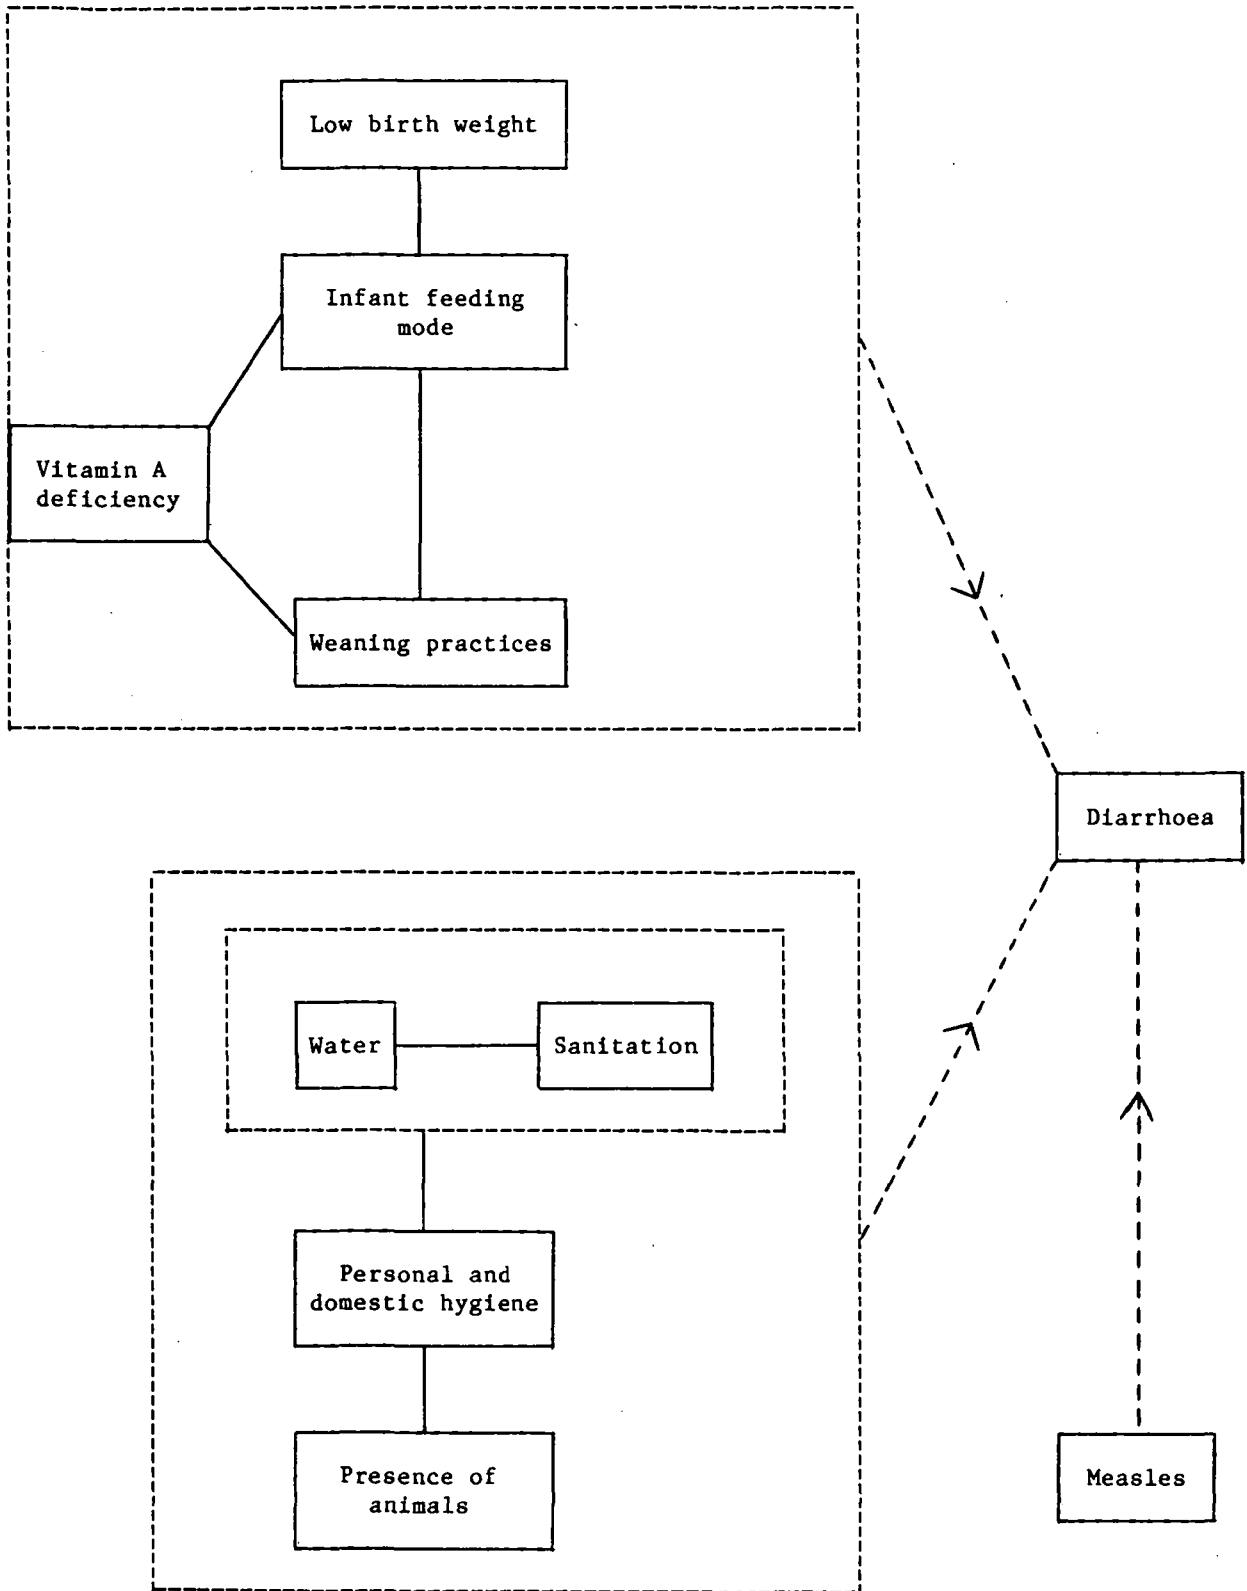 Low birth weight
Infant feeding
mode
Vitamin A
deficiency
Weaning practices
Diarrhoea
Water
Sanitation
Personal and
domestic hygiene
Presence of
animals
Measles